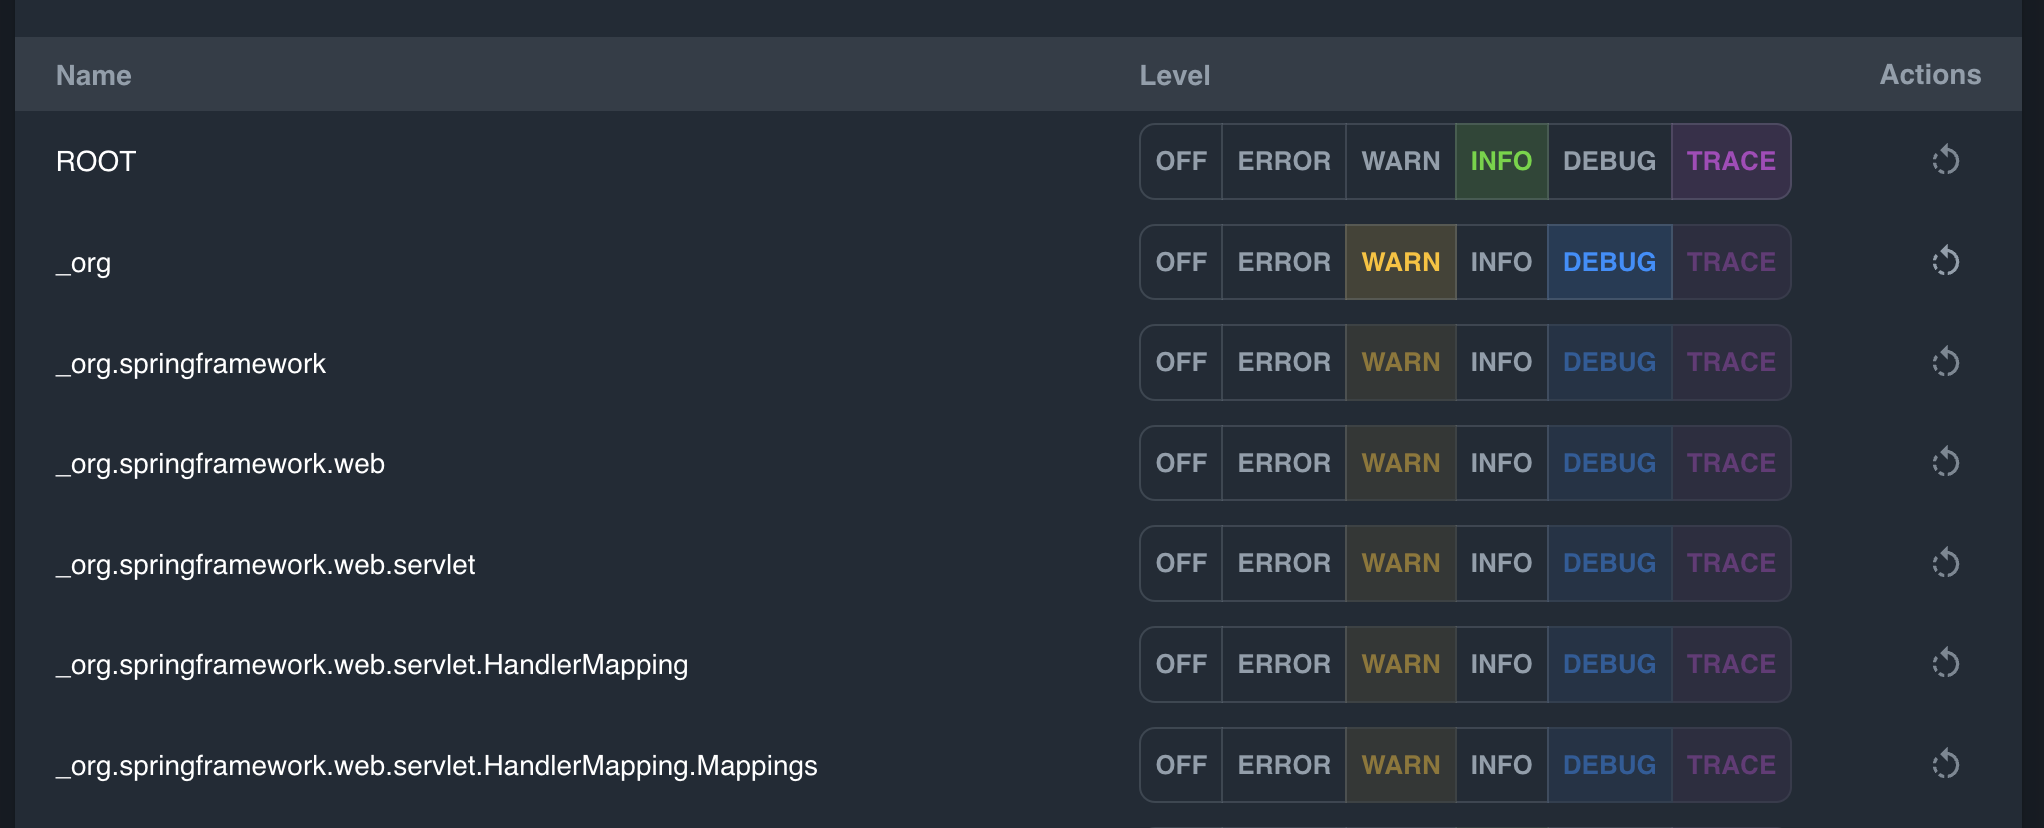 Name Level Actions
ROOT OFF ERROR WARN INFO DEBUG TRACE
_org OFF ERROR WARN INFO DEBUG TRACE
_org.springframework OFF ERROR WARN INFO DEBUG TRACE
_org.springframework.web OFF ERROR WARN INFO DEBUG TRACE
_org.springframework.web.servlet OFF ERROR WARN INFO DEBUG TRACE
_org.springframework.web.servlet.HandlerMapping OFF ERROR WARN INFO DEBUG TRACE
_org.springframework.web.servlet.HandlerMapping.Mappings OFF ERROR WARN INFO DEBUG TRACE